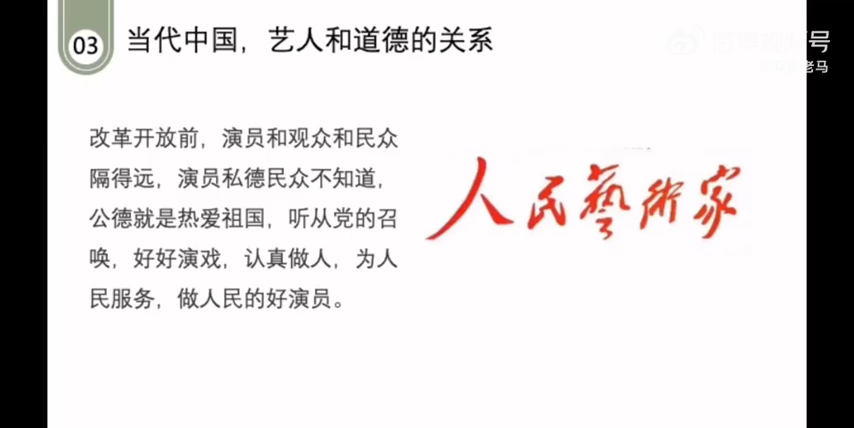 03
当代中国，艺人和道德的关系
改革开放前，演员和观众和民众
隔得远，演员私德民众不知道，
公德就是热爱祖国，听从党的召
唤，好好演戏，认真做人，为人
民服务，做人民的好演员。
人民藝術家